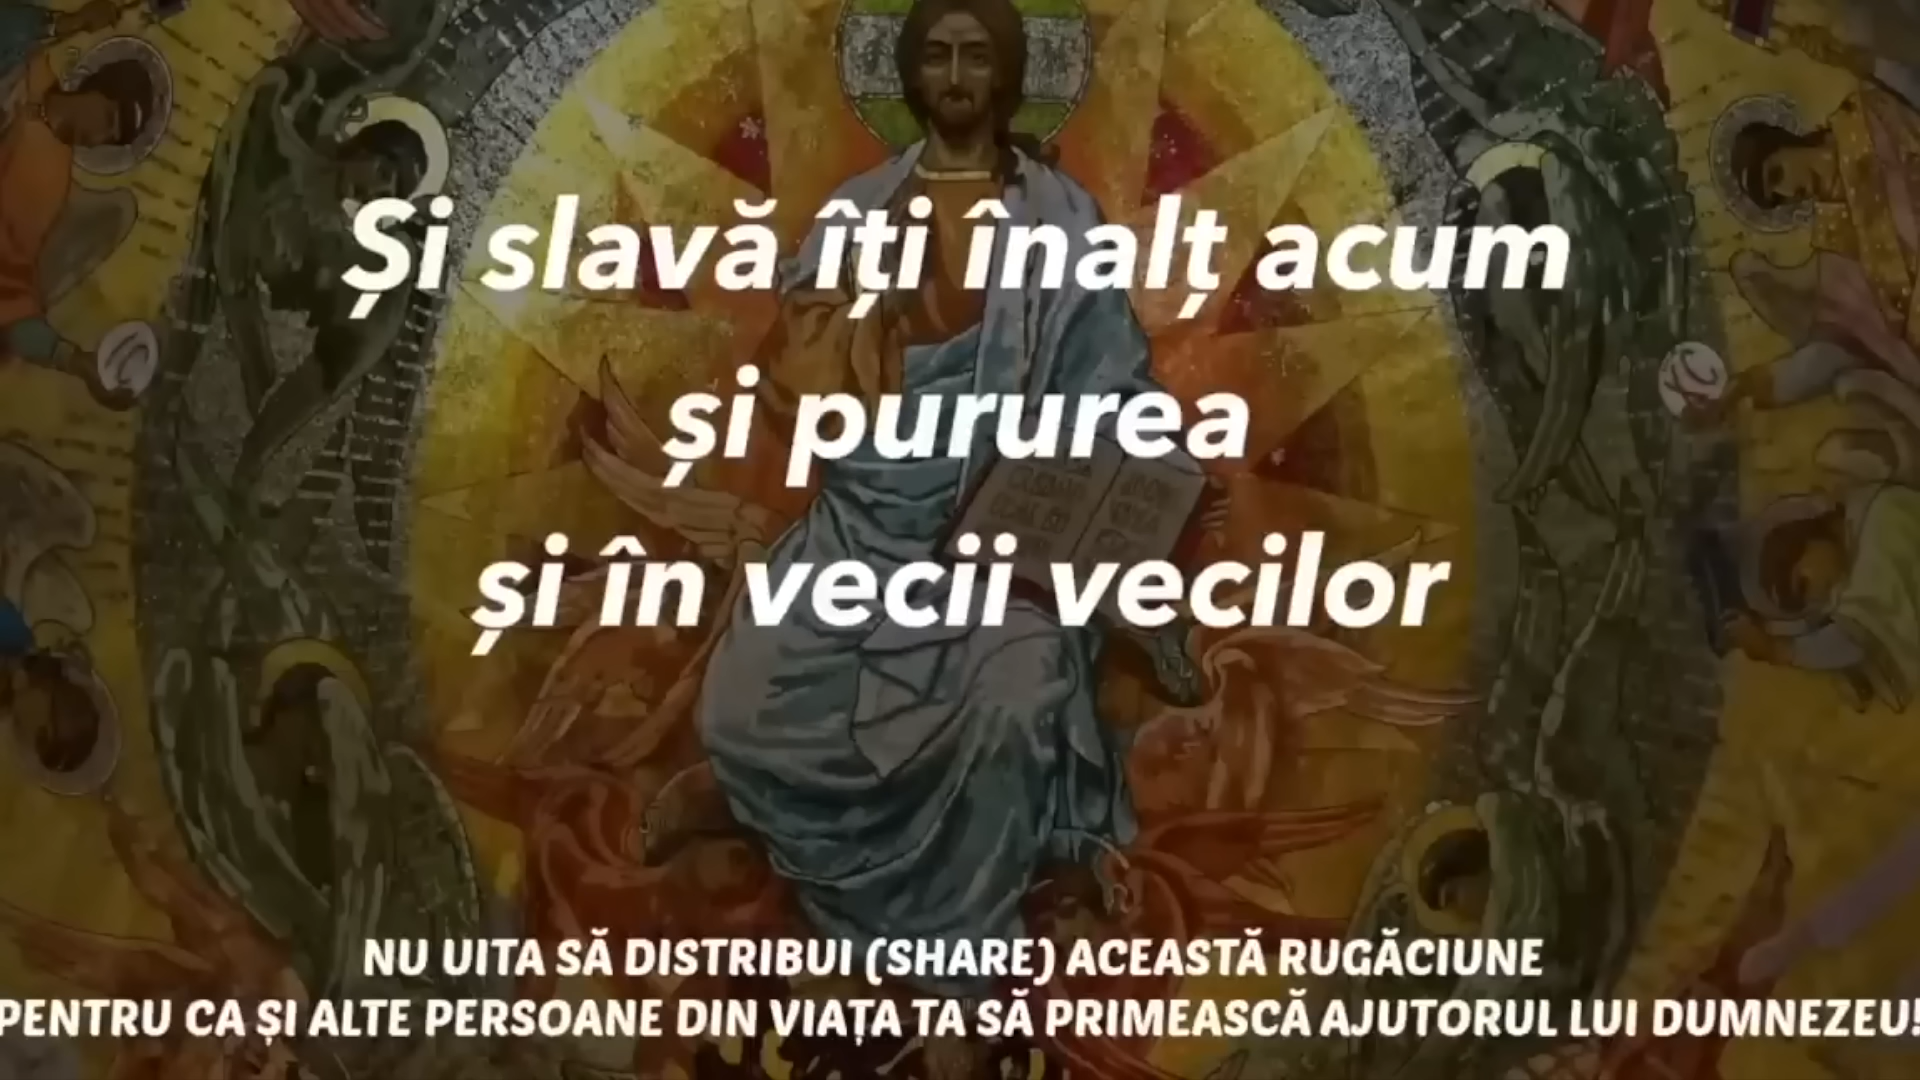 Și slavă îți înalț acum
și pururea
și în vecii vecilor
NU UITA SĂ DISTRIBUI (SHARE) ACEASTĂ RUGĂCIUNE
PENTRU CA ȘI ALTE PERSOANE DIN VIAȚA TA SĂ PRIMEASCĂ AJUTORUL LUI DUMNEZEU!